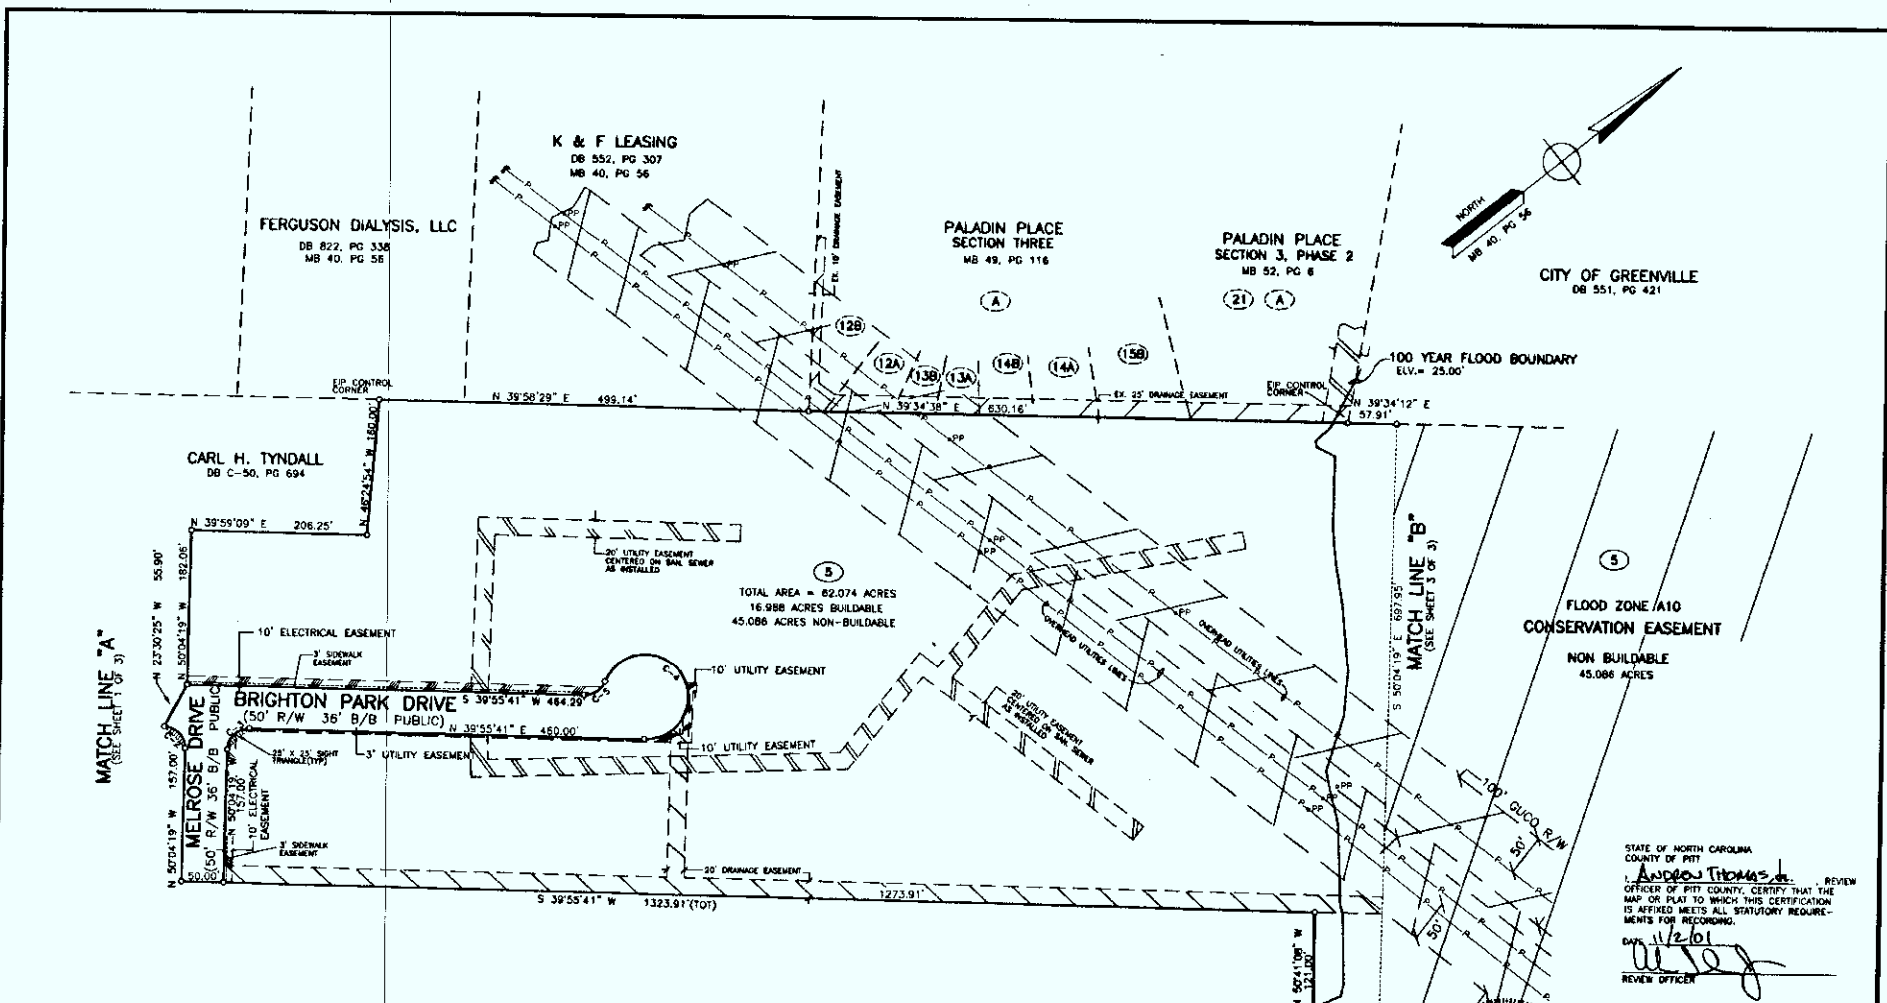 K & F LEASING
DB 552, PG 307
MB 40, PG 56
FERGUSON DIALYSIS, LLC
DB 822, PG 338
MB 40, PG 56
EX. 10' DRAINAGE EASEMENT
PALADIN PLACE
SECTION THREE
MB 49, PG 116
A
PALADIN PLACE
SECTION 3, PHASE 2
MB 52, PG 6
21 A
NORTH
MB 40, PG 56
CITY OF GREENVILLE
DB 551, PG 421
12B
12A
13B
13A
14B
14A
15B
100 YEAR FLOOD BOUNDARY
ELV.= 25.00'
EIP CONTROL
CORNER
N 39°58'29" E 499.14'
N 39°34'38" E 630.16'
EX. 25' DRAINAGE EASEMENT
EIP CONTROL
CORNER
N 39°34'12" E
57.91'
CARL H. TYNDALL
DB C-50, PG 694
N 46°24'54" W 160.00'
N 39°59'09" E 206.25'
N 23°30'25" W 55.90'
N 50°04'19" W 182.06'
20' UTILITY EASEMENT
CENTERED ON SAN. SEWER
AS INSTALLED
5
TOTAL AREA = 62.074 ACRES
16.988 ACRES BUILDABLE
45.086 ACRES NON-BUILDABLE
MATCH LINE "B"
(SEE SHEET 3 OF 3)
S 50°04'19" E 697.95'
5
FLOOD ZONE A10
CONSERVATION EASEMENT
NON BUILDABLE
45.086 ACRES
MATCH LINE "A"
(SEE SHEET 1 OF 3)
10' ELECTRICAL EASEMENT
3' SIDEWALK
EASEMENT
OVERHEAD UTILITIES LINES
OVERHEAD UTILITIES LINES
10' UTILITY EASEMENT
BRIGHTON PARK DRIVE
(50' R/W 36' B/B PUBLIC)
S 39°55'41" W 464.29'
N 39°55'41" E 460.00'
3' UTILITY EASEMENT
10' UTILITY EASEMENT
20' UTILITY EASEMENT
CENTERED ON SAN. SEWER
AS INSTALLED
25' X 25' SIGHT
TRIANGLE(TYP)
MELROSE DRIVE
(50' R/W 36' B/B PUBLIC)
N 50°04'19" W 157.00'
N 50°04'19" W
157.00'
10' ELECTRICAL
EASEMENT
3' SIDEWALK
EASEMENT
50.00'
20' DRAINAGE EASEMENT
S 39°55'41" W 1323.91'(TOT)
1273.91'
100' GUCO R/W
50'
50'
N 50°41'08" W
121.00'
STATE OF NORTH CAROLINA
COUNTY OF PITT
I, ANDREW THOMAS, Jr., REVIEW
OFFICER OF PITT COUNTY, CERTIFY THAT THE
MAP OR PLAT TO WHICH THIS CERTIFICATION
IS AFFIXED MEETS ALL STATUTORY REQUIRE-
MENTS FOR RECORDING.
DATE 11/2/01
REVIEW OFFICER